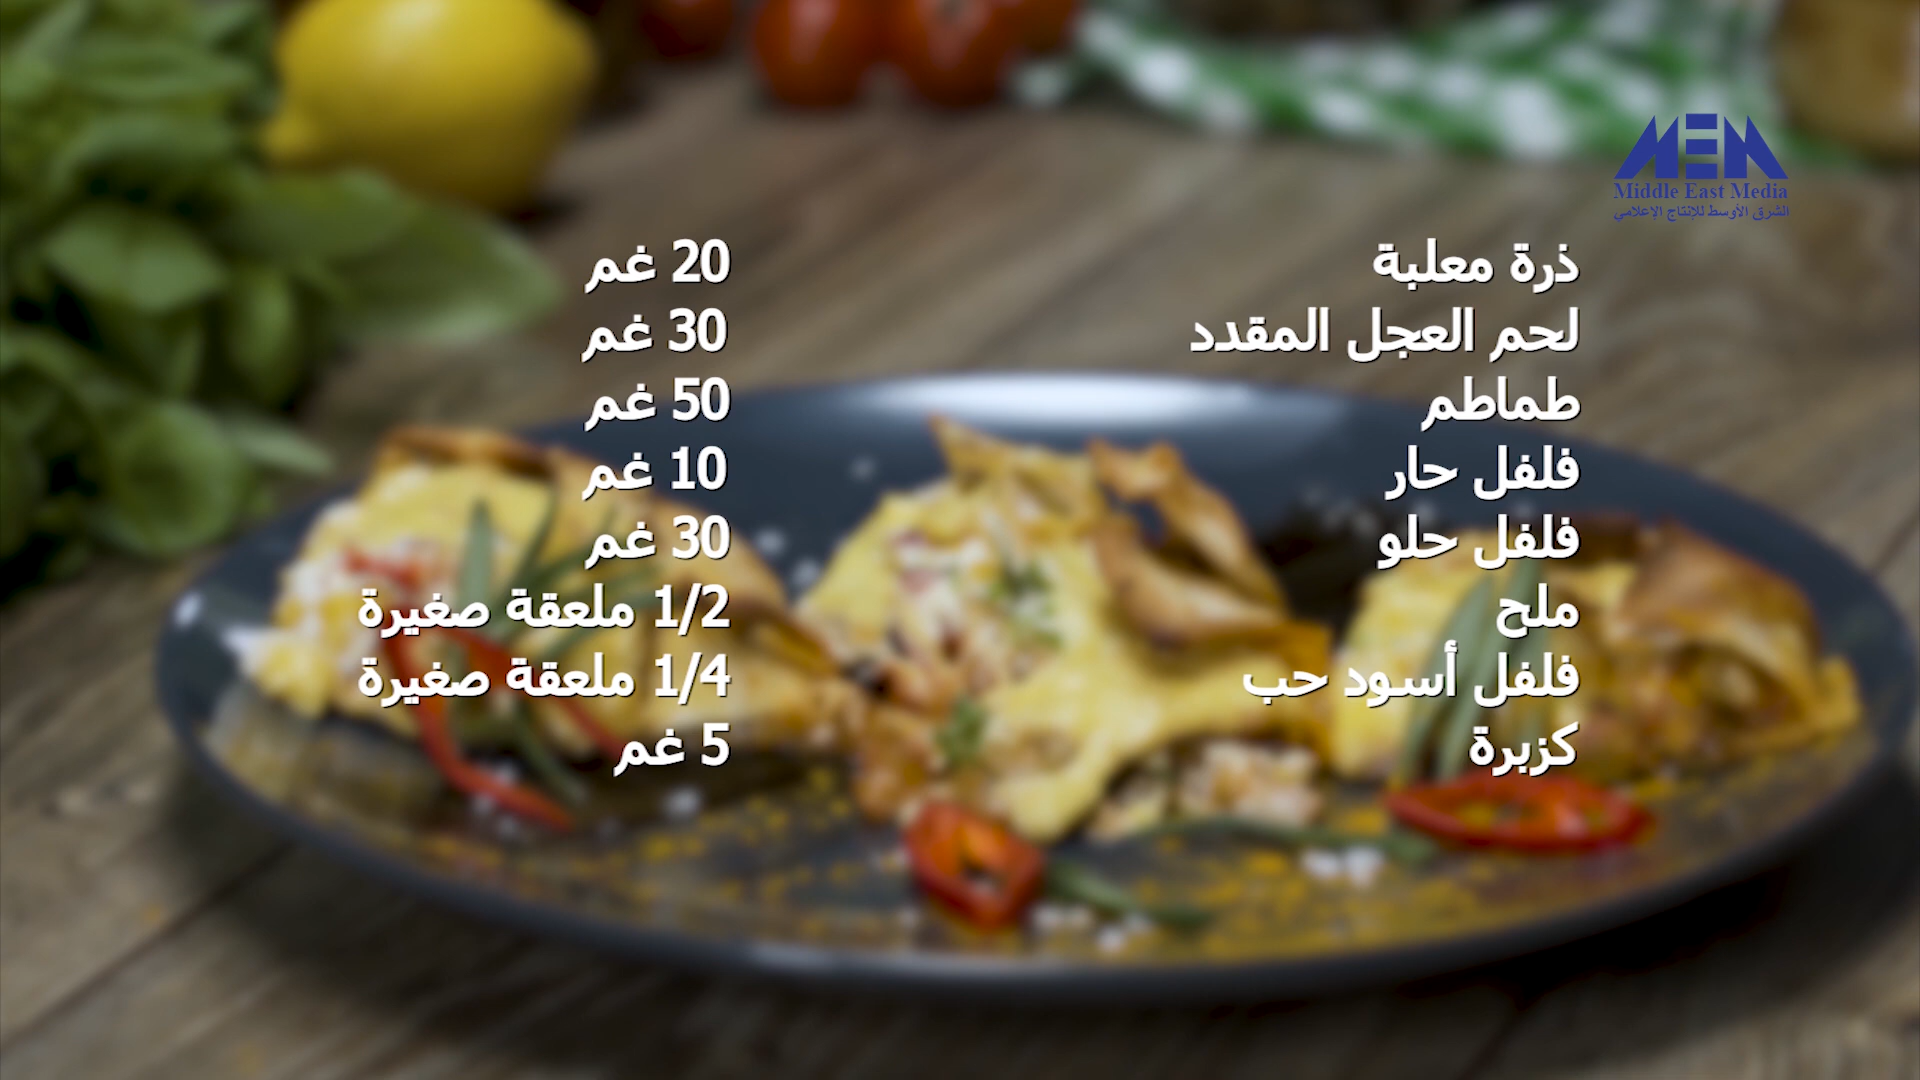 MEM
Middle East Media
الشرق الأوسط للانتاج الإعلامي
ذرة معلبة 20 غم
لحم العجل المقدد 30 غم
طماطم 50 غم
فلفل حار 10 غم
فلفل حلو 30 غم
ملح 1/2 ملعقة صغيرة
فلفل أسود حب 1/4 ملعقة صغيرة
كزبرة 5 غم